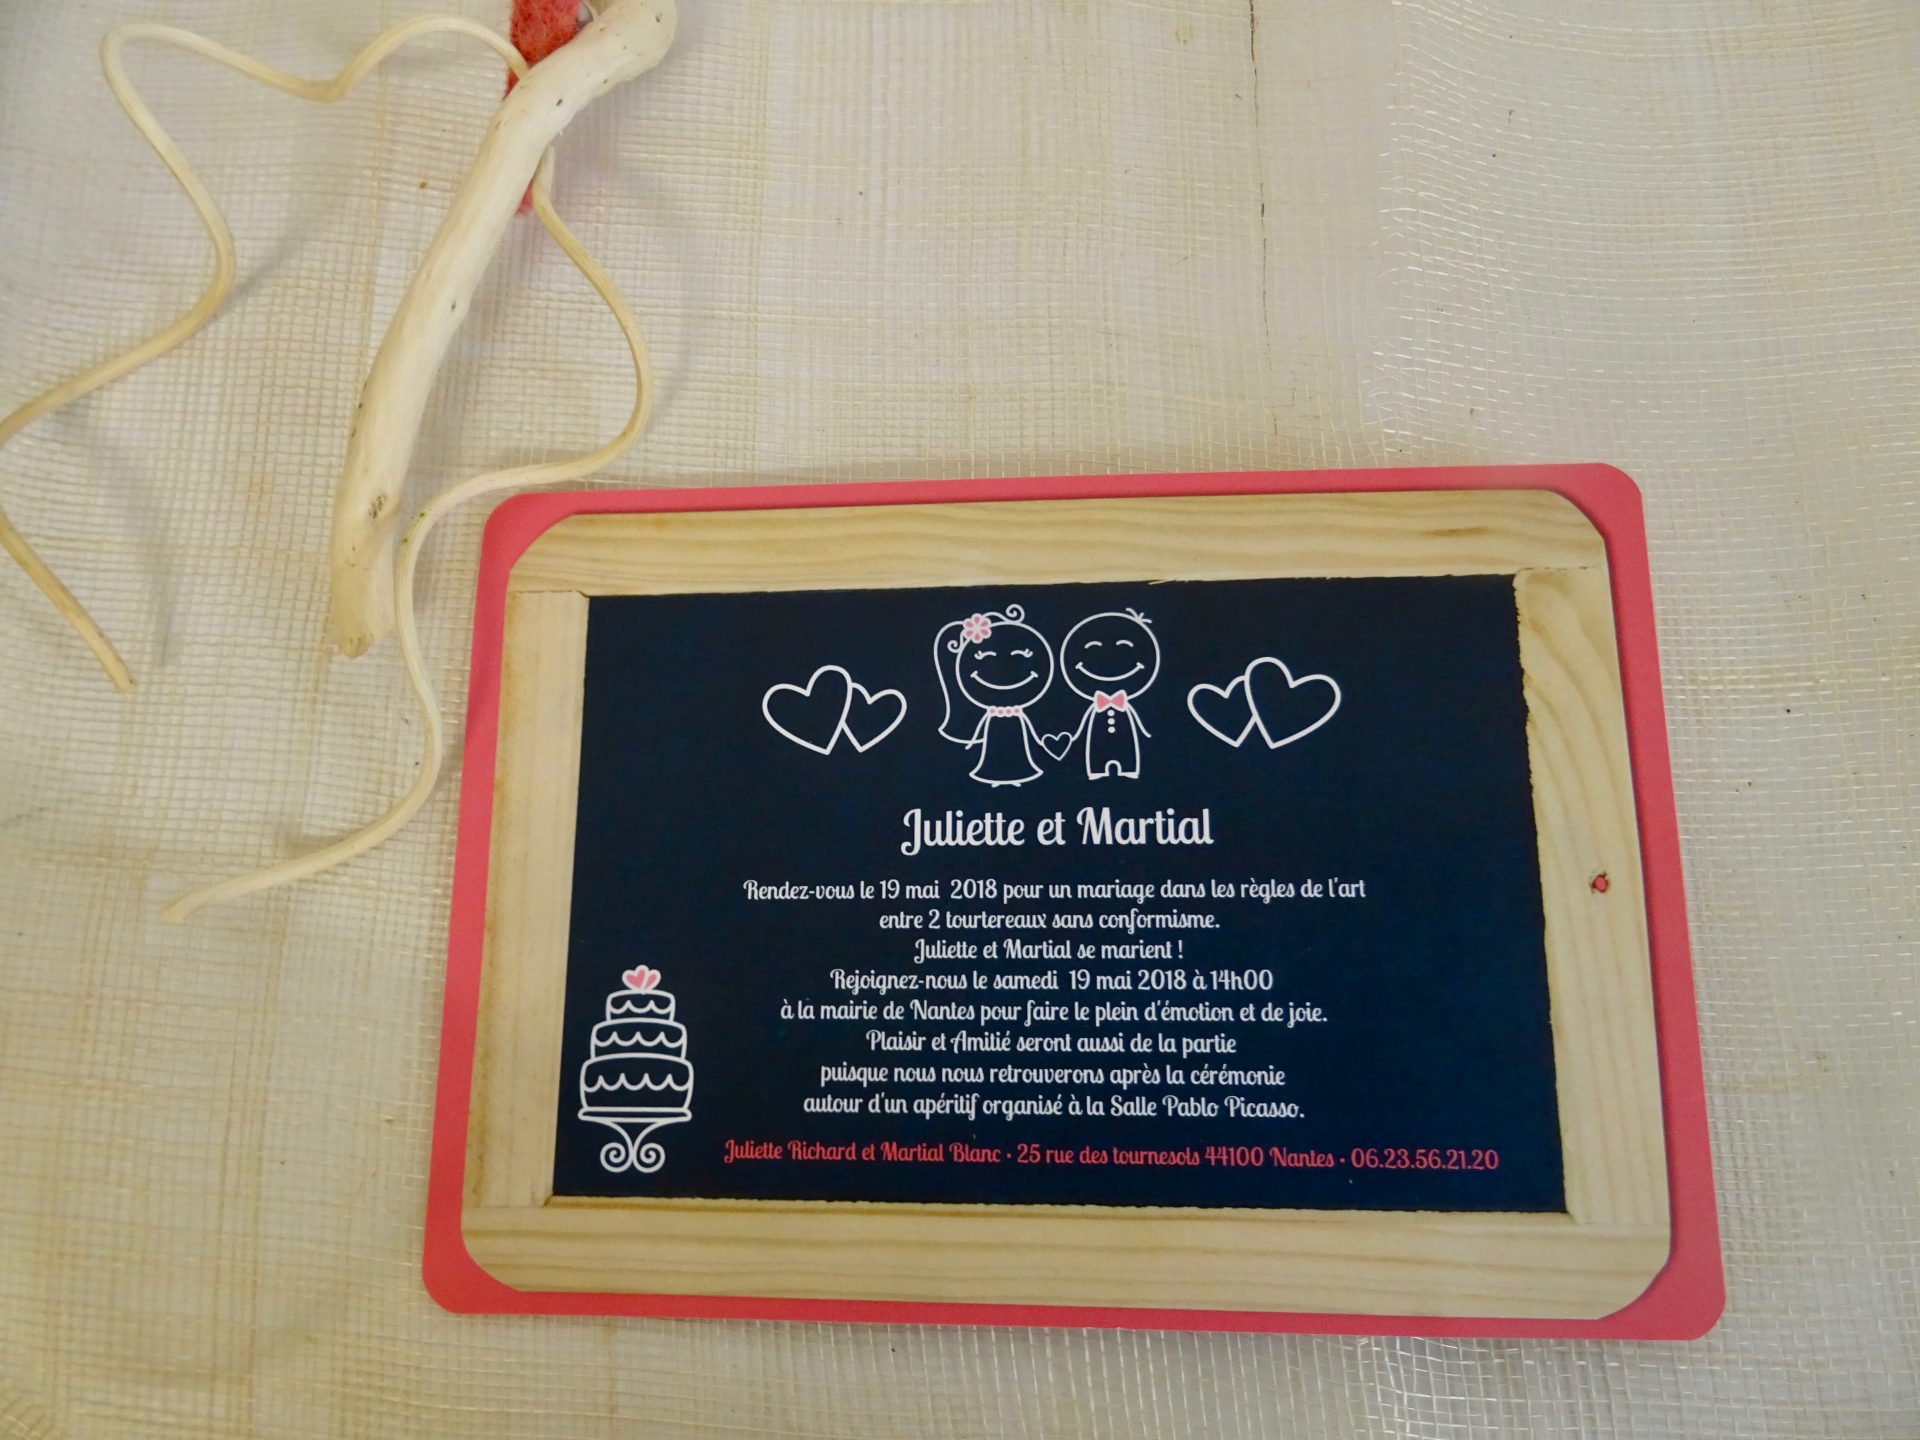 Juliette et Martial
Rendez-vous le 19 mai 2018 pour un mariage dans les règles de l'art
entre 2 tourtereaux sans conformisme.
Juliette et Martial se marient !
Rejoignez-nous le samedi 19 mai 2018 à 14h00
à la mairie de Nantes pour faire le plein d'émotion et de joie.
Plaisir et Amitié seront aussi de la partie
puisque nous nous retrouverons après la cérémonie
autour d'un apéritif organisé à la Salle Pablo Picasso.
Juliette Richard et Martial Blanc • 25 rue des tournesols 44100 Nantes • 06.23.56.21.20